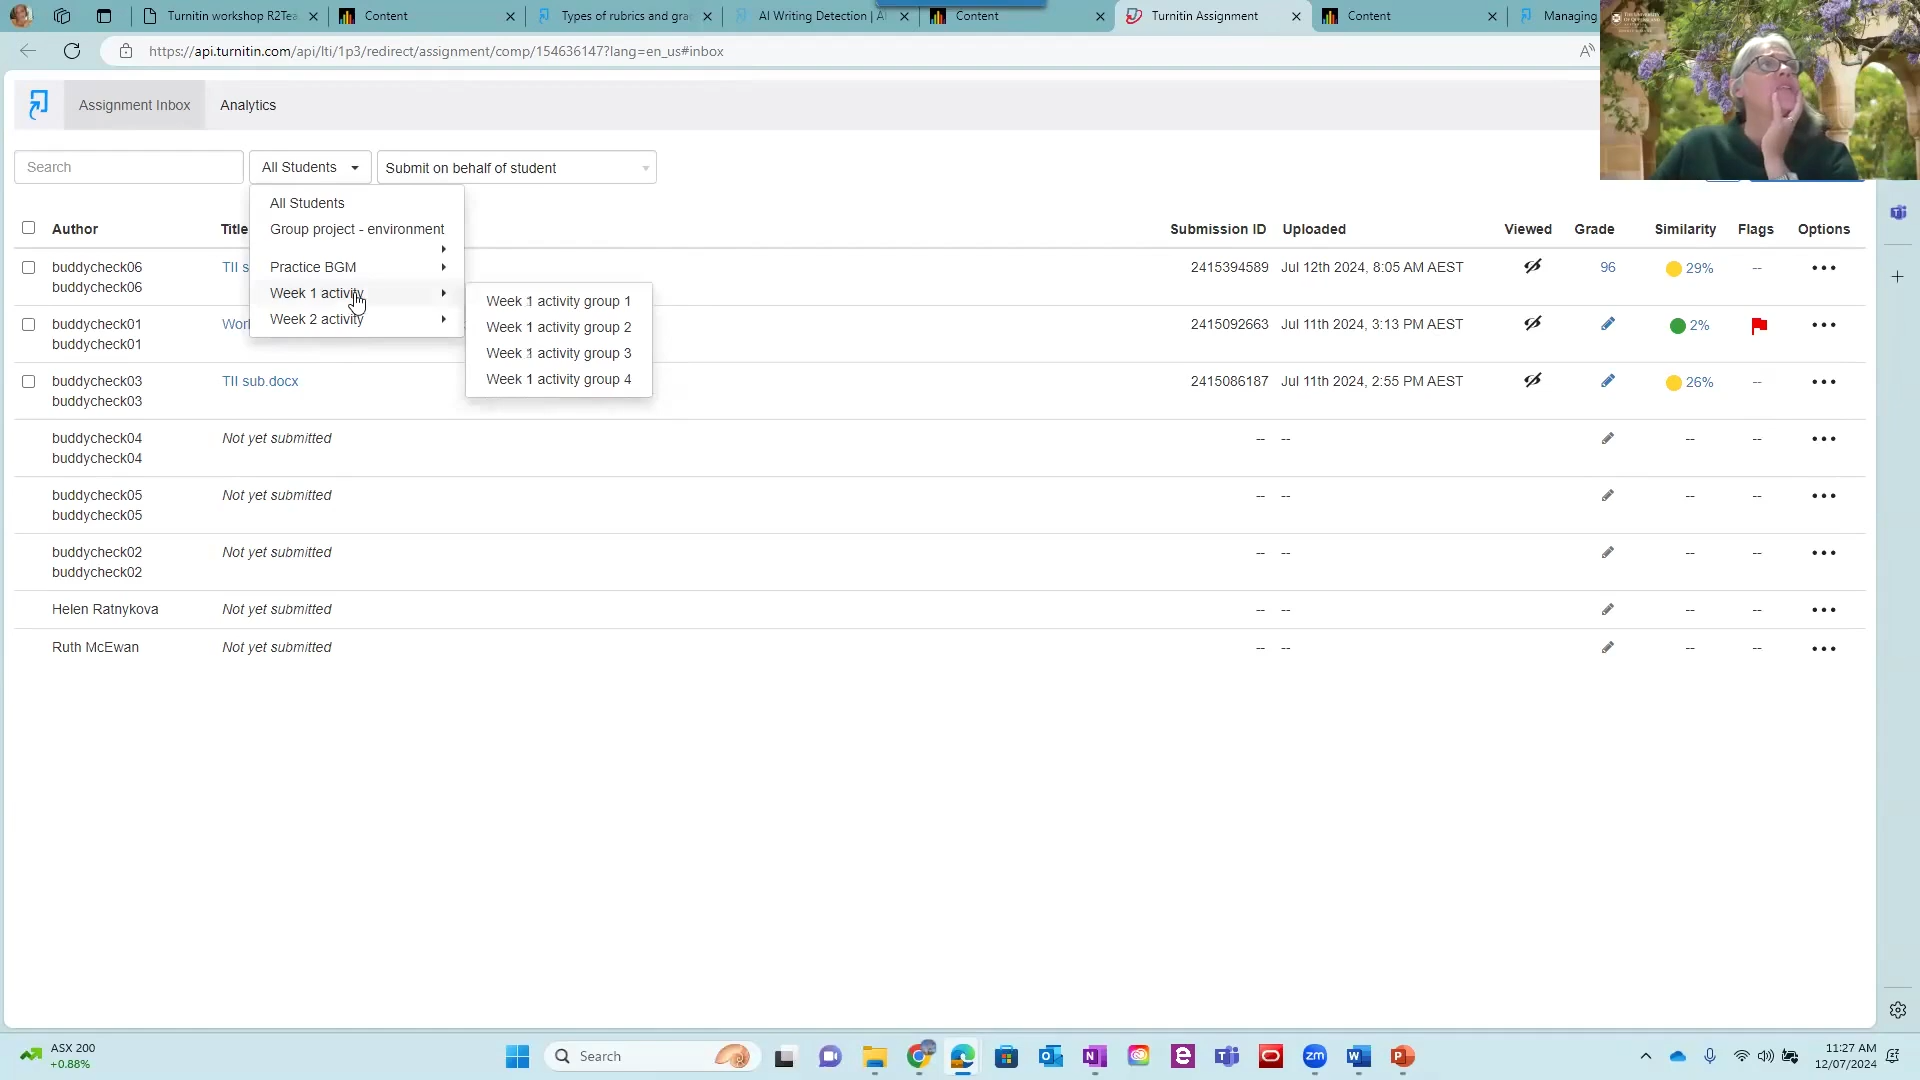 Turnitin workshop R2Tea
Content
Types of rubrics and gra
AI Writing Detection | A
Content
Turnitin Assignment
Content
Managing
https://api.turnitin.com/api/lti/1p3/redirect/assignment/comp/154636147?lang=en_us#inbox
Assignment Inbox
Analytics
Search
All Students
Submit on behalf of student
All Students
Group project - environment
Practice BGM
Week 1 activity
Week 2 activity
Week 1 activity group 1
Week 1 activity group 2
Week 1 activity group 3
Week 1 activity group 4
Author Title Submission ID Uploaded Viewed Grade Similarity Flags Options
buddycheck06 TII s 2415394589 Jul 12th 2024, 8:05 AM AEST 96 29% -- •••
buddycheck06
buddycheck01 Worl 2415092663 Jul 11th 2024, 3:13 PM AEST 2% •••
buddycheck01
buddycheck03 TII sub.docx 2415086187 Jul 11th 2024, 2:55 PM AEST 26% -- •••
buddycheck03
buddycheck04 Not yet submitted -- -- -- -- •••
buddycheck04
buddycheck05 Not yet submitted -- -- -- -- •••
buddycheck05
buddycheck02 Not yet submitted -- -- -- -- •••
buddycheck02
Helen Ratnykova Not yet submitted -- -- -- -- •••
Ruth McEwan Not yet submitted -- -- -- -- •••
ASX 200
+0.88%
Search
zm
11:27 AM
12/07/2024